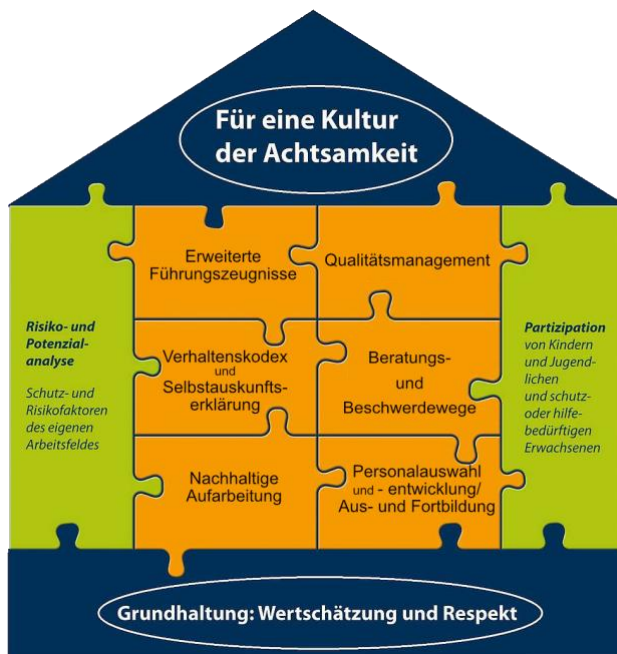 Für eine Kultur
der Achtsamkeit
Risiko- und
Potenzial-
analyse
Schutz- und
Risikofaktoren
des eigenen
Arbeitsfeldes
Erweiterte
Führungszeugnisse
Qualitätsmanagement
Verhaltenskodex
und
Selbstauskunfts-
erklärung
Beratungs-
und
Beschwerdewege
Nachhaltige
Aufarbeitung
Personalauswahl
und - entwicklung/
Aus- und Fortbildung
Partizipation
von Kindern
und Jugend-
lichen
und schutz-
oder hilfe-
bedürftigen
Erwachsenen
Grundhaltung: Wertschätzung und Respekt